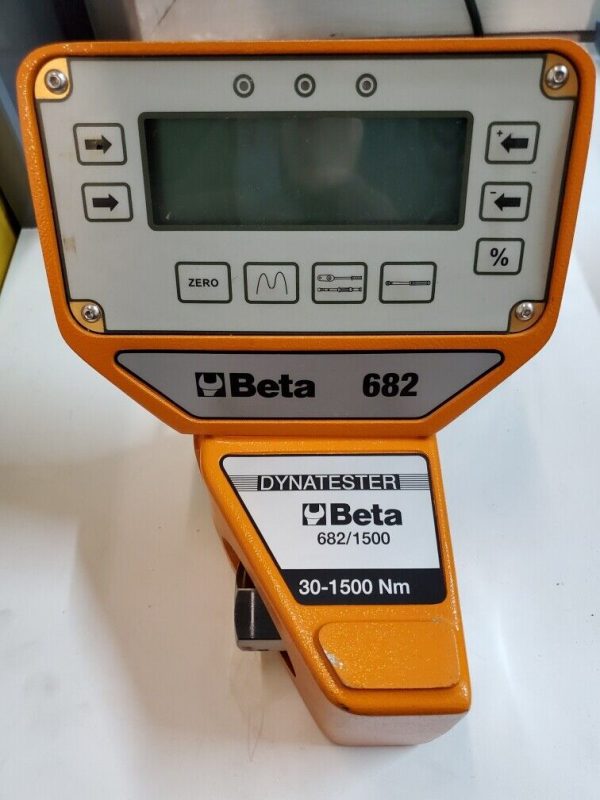 +
-
%
ZERO
Beta 682
DYNATESTER
Beta
682/1500
30-1500 Nm